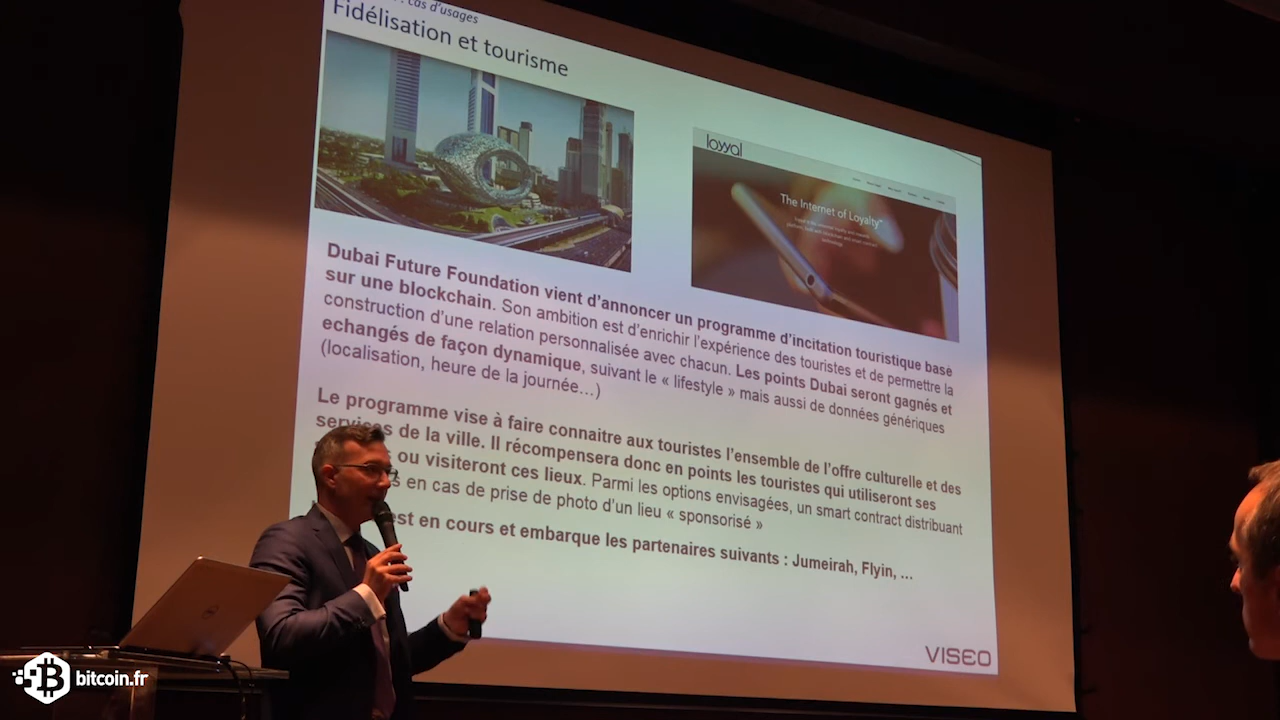 cas d'usages
Fidélisation et tourisme
loyyal
The Internet of Loyalty™
Dubai Future Foundation vient d'annoncer un programme d'incitation touristique basé
sur une blockchain. Son ambition est d'enrichir l'expérience des touristes et de permettre la
construction d'une relation personnalisée avec chacun. Les points Dubai seront gagnés et
echangés de façon dynamique, suivant le « lifestyle » mais aussi de données génériques
(localisation, heure de la journée…)
Le programme vise à faire connaitre aux touristes l'ensemble de l'offre culturelle et des
services de la ville. Il récompensera donc en points les touristes qui utiliseront ses
ou visiteront ces lieux. Parmi les options envisagées, un smart contract distribuant
en cas de prise de photo d'un lieu « sponsorisé »
est en cours et embarque les partenaires suivants : Jumeirah, Flyin, ...
VISEO
bitcoin.fr